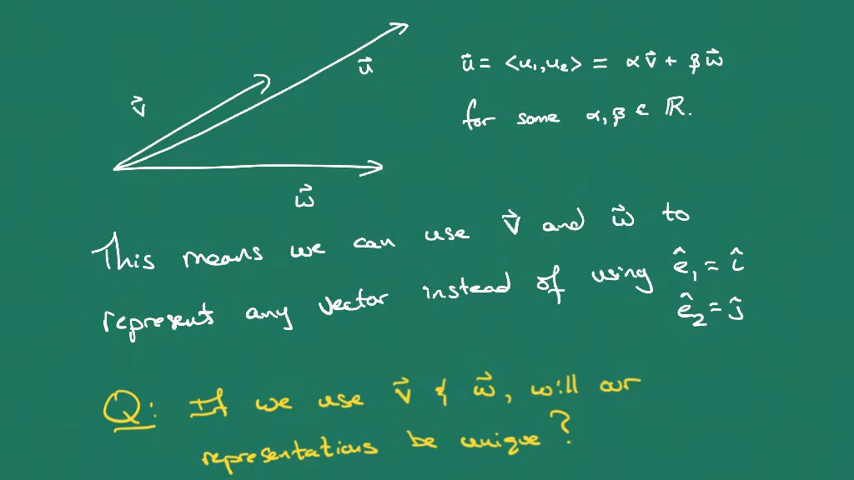 v⃗
u⃗
w⃗
u⃗ = <u₁, u₂> = αv⃗ + βw⃗
for some α, β ∈ ℝ.
This means we can use v⃗ and w⃗ to
represent any vector instead of using ê₁ = î
ê₂ = ĵ
Q: If we use v⃗ & w⃗, will our
representations be unique?